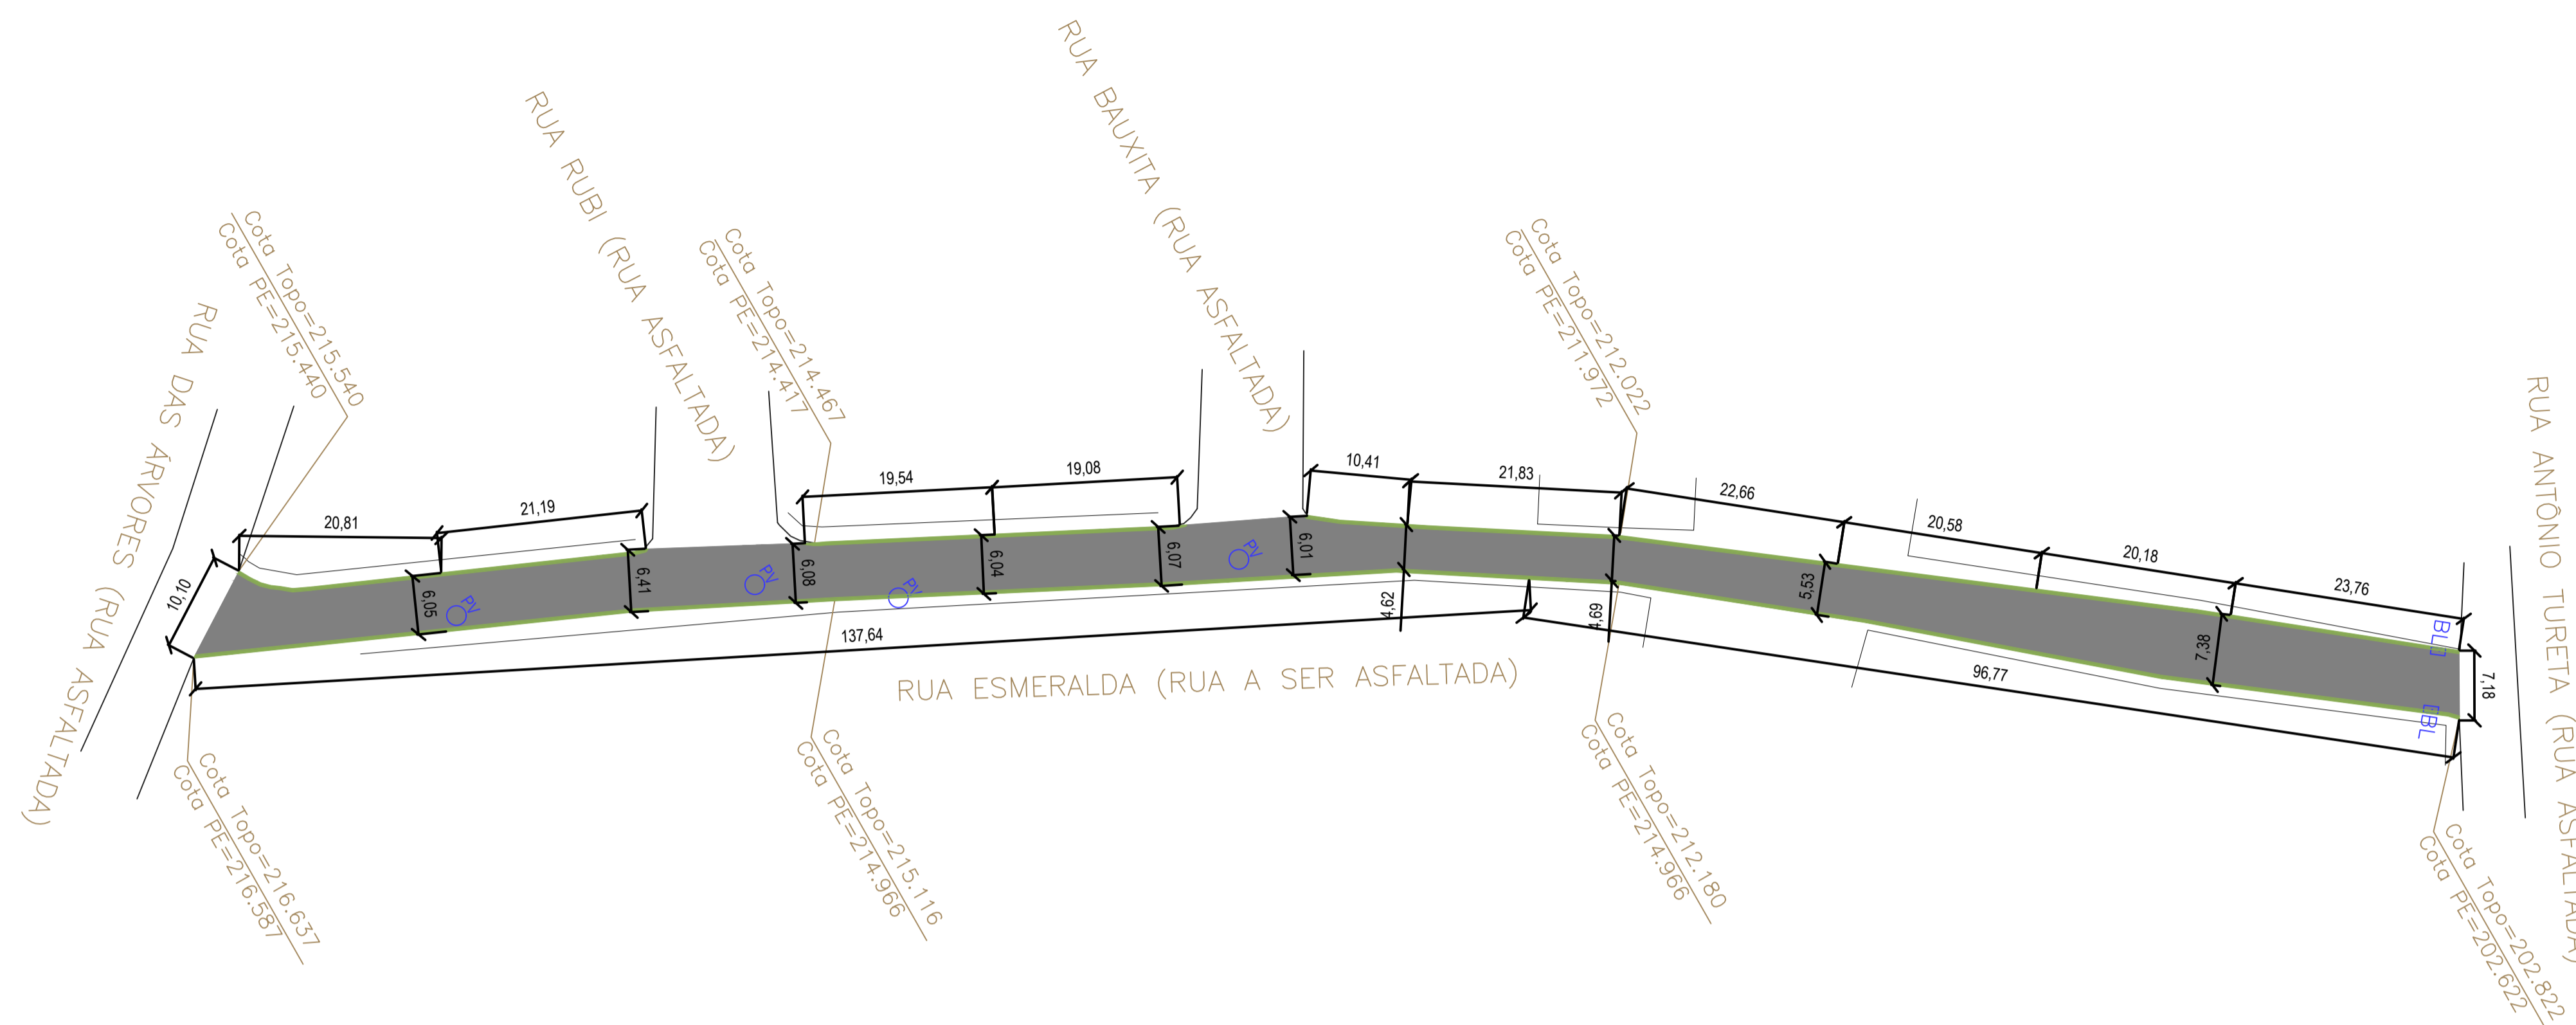 RUA DAS ÁRVORES (RUA ASFALTADA)
Cota Topo=215.540
Cota PE=215.440
RUA RUBI (RUA ASFALTADA)
Cota Topo=214.467
Cota PE=214.417
RUA BAUXITA (RUA ASFALTADA)
Cota Topo=212.022
Cota PE=211.972
RUA ANTÔNIO TURETA (RUA ASFALTADA)
10,10
20,81
21,19
19,54
19,08
10,41
21,83
22,66
20,58
20,18
23,76
6,05
PV
6,41
PV
6,08
PV
6,04
6,07
PV
6,01
4,62
4,69
5,53
7,38
BL
BL
7,18
137,64
96,77
RUA ESMERALDA (RUA A SER ASFALTADA)
Cota Topo=216.637
Cota PE=216.587
Cota Topo=215.116
Cota PE=214.966
Cota Topo=212.180
Cota PE=214.966
Cota Topo=202.822
Cota PE=202.622